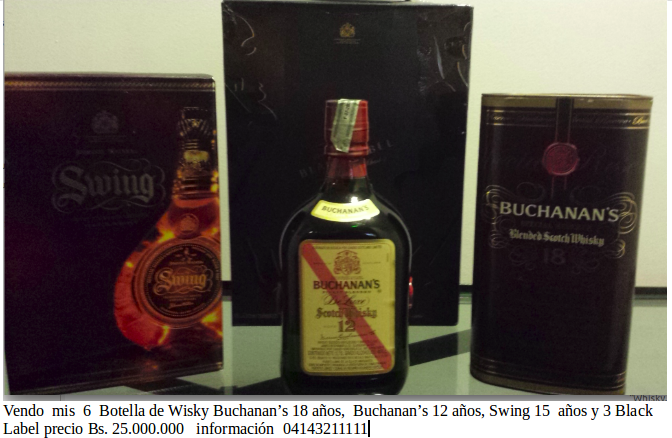 Swing
Swing
BUCHANAN'S
BUCHANAN'S
De Luxe
Scotch Whisky
12
BUCHANAN'S
Blended Scotch Whisky
18
Whisky
Vendo mis 6 Botella de Wisky Buchanan's 18 años, Buchanan's 12 años, Swing 15 años y 3 Black
Label precio Bs. 25.000.000 información 04143211111